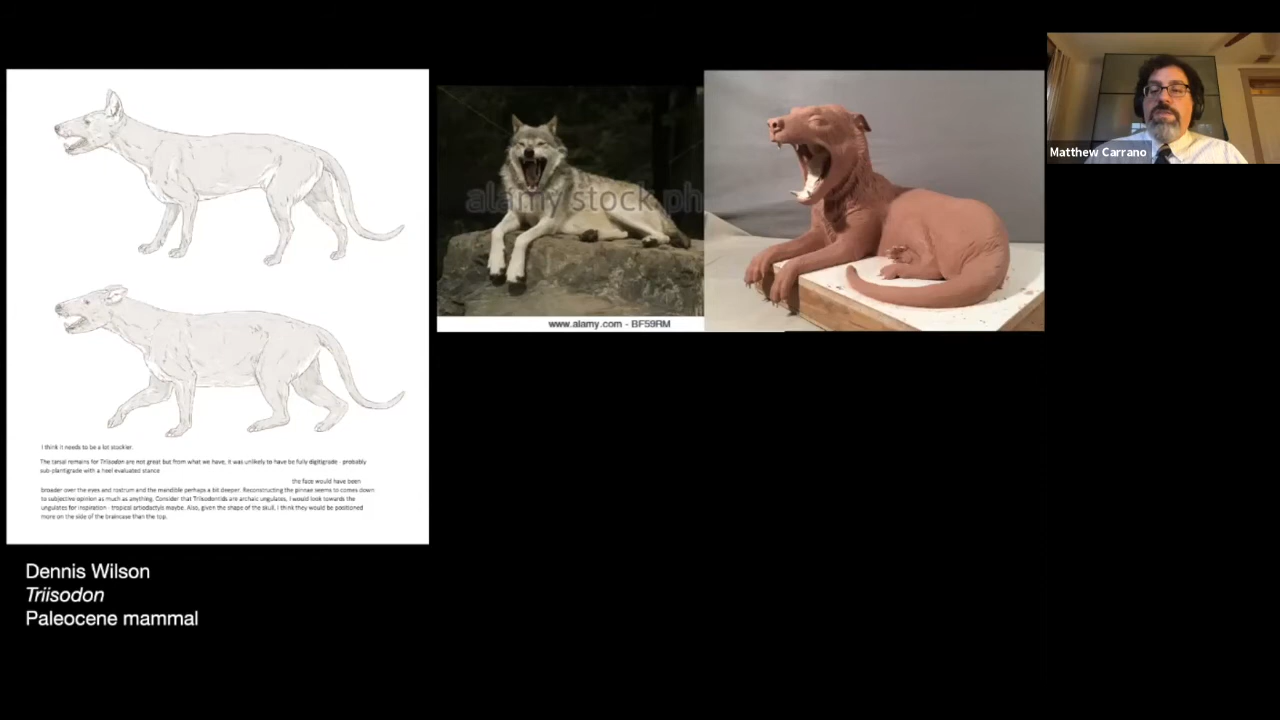 I think it needs to be a lot stockier.
The tarsal remains for Triisodon are not great but from what we have, it was unlikely to have be fully digitigrade - probably
sub-plantigrade with a heel evaluated stance
the face would have been
broader over the eyes and rostrum and the mandible perhaps a bit deeper. Reconstructing the pinnae seems to comes down
to subjective opinion as much as anything. Consider that Triisodontids are archaic ungulates, I would look towards the
ungulates for inspiration - tropical artiodactyls maybe. Also, given the shape of the skull, I think they would be positioned
more on the side of the braincase than the top.
Dennis Wilson
Triisodon
Paleocene mammal
alamy stock ph
www.alamy.com - BF59RM
Matthew Carrano